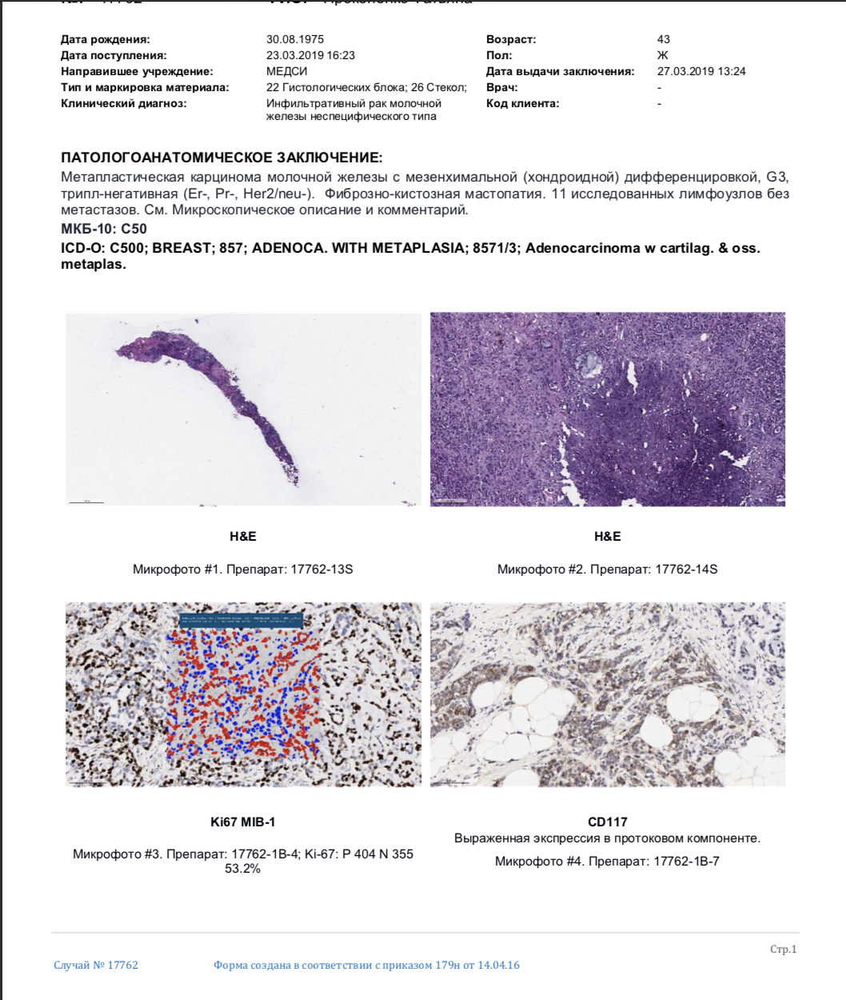 Дата рождения: 30.08.1975 Возраст: 43
Дата поступления: 23.03.2019 16:23 Пол: Ж
Направившее учреждение: МЕДСИ Дата выдачи заключения: 27.03.2019 13:24
Тип и маркировка материала: 22 Гистологических блока; 26 Стекол; Врач: -
Клинический диагноз: Инфильтративный рак молочной Код клиента: -
железы неспецифического типа
ПАТОЛОГОАНАТОМИЧЕСКОЕ ЗАКЛЮЧЕНИЕ:
Метапластическая карцинома молочной железы с мезенхимальной (хондроидной) дифференцировкой, G3,
трипл-негативная (Er-, Pr-, Her2/neu-). Фиброзно-кистозная мастопатия. 11 исследованных лимфоузлов без
метастазов. См. Микроскопическое описание и комментарий.
МКБ-10: C50
ICD-O: C500; BREAST; 857; ADENOCA. WITH METAPLASIA; 8571/3; Adenocarcinoma w cartilag. & oss.
metaplas.
H&E H&E
Микрофото #1. Препарат: 17762-13S Микрофото #2. Препарат: 17762-14S
Ki67 MIB-1 CD117
Выраженная экспрессия в протоковом компоненте.
Микрофото #3. Препарат: 17762-1В-4; Ki-67: P 404 N 355
53.2%
Микрофото #4. Препарат: 17762-1В-7
Стр.1
Случай № 17762 Форма создана в соответствии с приказом 179н от 14.04.16